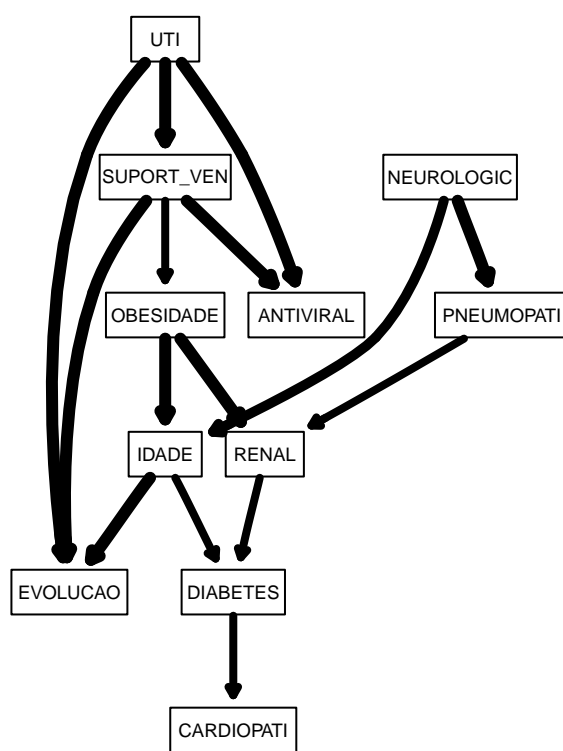 UTI
SUPORT_VEN
NEUROLOGIC
OBESIDADE
ANTIVIRAL
PNEUMOPATI
IDADE
RENAL
EVOLUCAO
DIABETES
CARDIOPATI